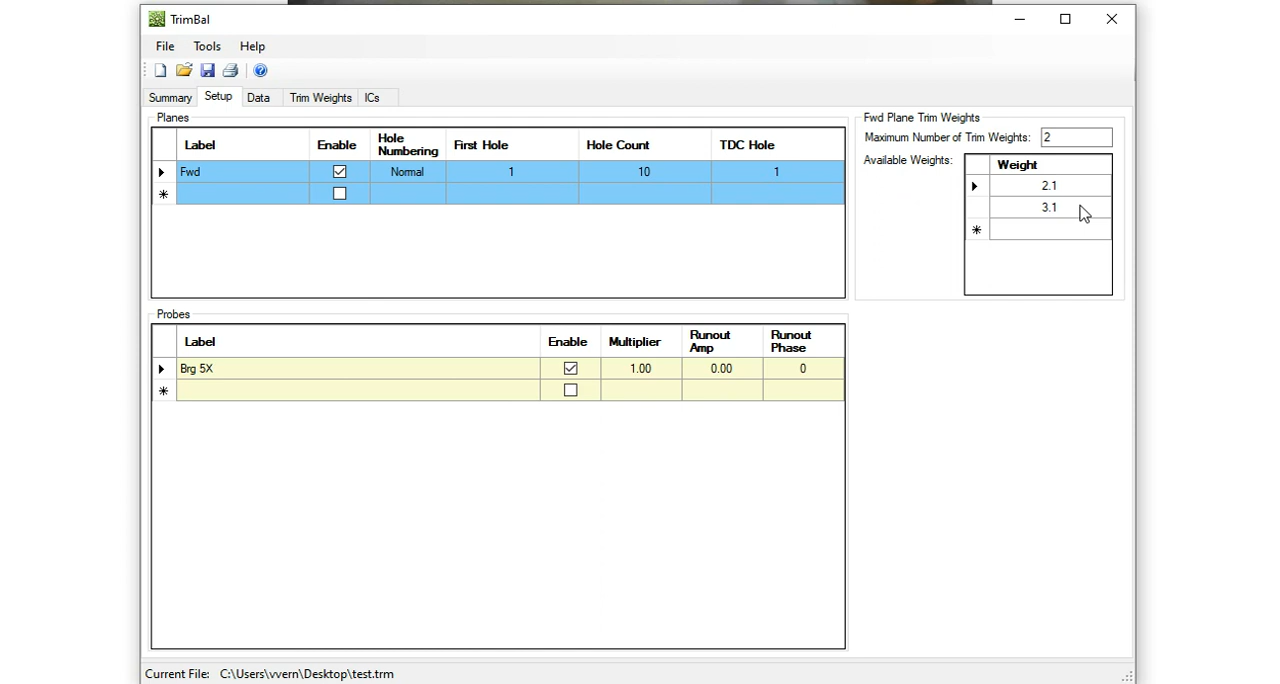 TrimBal
File Tools Help
Summary Setup Data Trim Weights ICs
Planes
Label Enable Hole Numbering First Hole Hole Count TDC Hole
Fwd Normal 1 10 1
Fwd Plane Trim Weights
Maximum Number of Trim Weights: 2
Available Weights: Weight
2.1
3.1
Probes
Label Enable Multiplier Runout Amp Runout Phase
Brg 5X 1.00 0.00 0
Current File: C:\Users\vvern\Desktop\test.trm